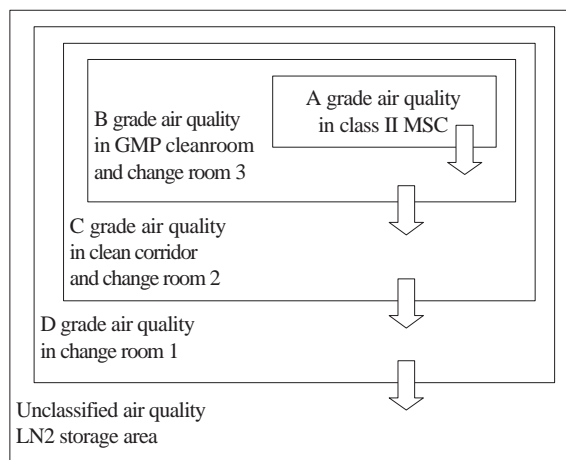 A grade air quality
in class II MSC
B grade air quality
in GMP cleanroom
and change room 3
C grade air quality
in clean corridor
and change room 2
D grade air quality
in change room 1
Unclassified air quality
LN2 storage area